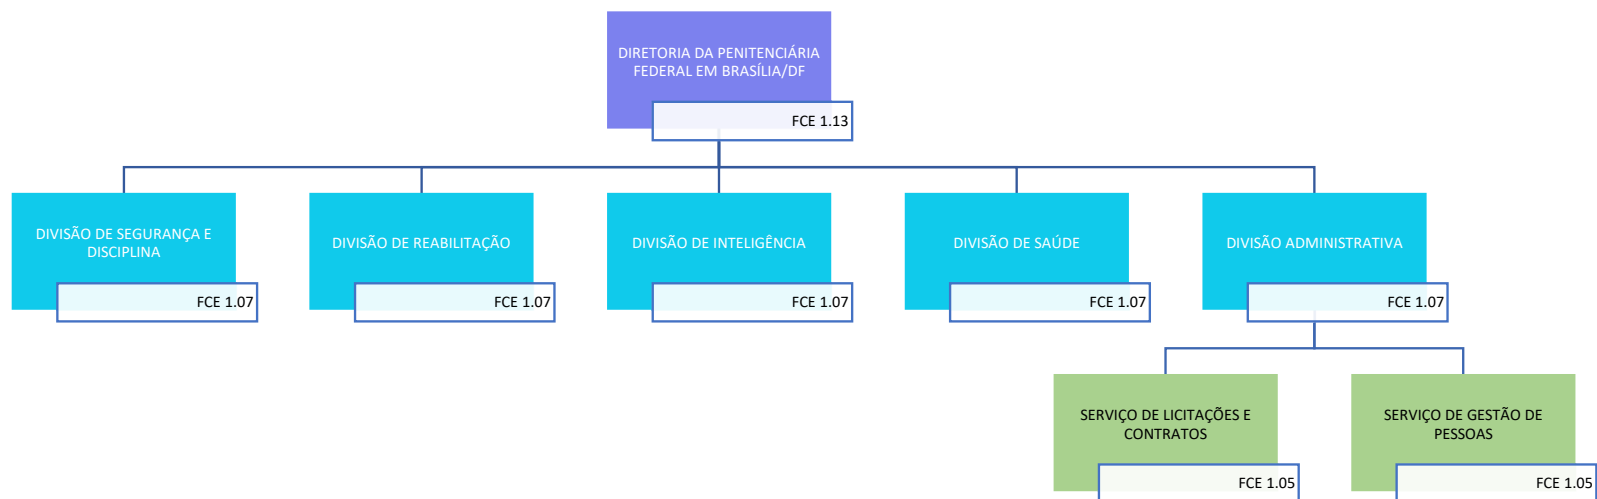 DIRETORIA DA PENITENCIÁRIA
FEDERAL EM BRASÍLIA/DF
FCE 1.13
DIVISÃO DE SEGURANÇA E
DISCIPLINA
FCE 1.07
DIVISÃO DE REABILITAÇÃO
FCE 1.07
DIVISÃO DE INTELIGÊNCIA
FCE 1.07
DIVISÃO DE SAÚDE
FCE 1.07
DIVISÃO ADMINISTRATIVA
FCE 1.07
SERVIÇO DE LICITAÇÕES E
CONTRATOS
FCE 1.05
SERVIÇO DE GESTÃO DE
PESSOAS
FCE 1.05